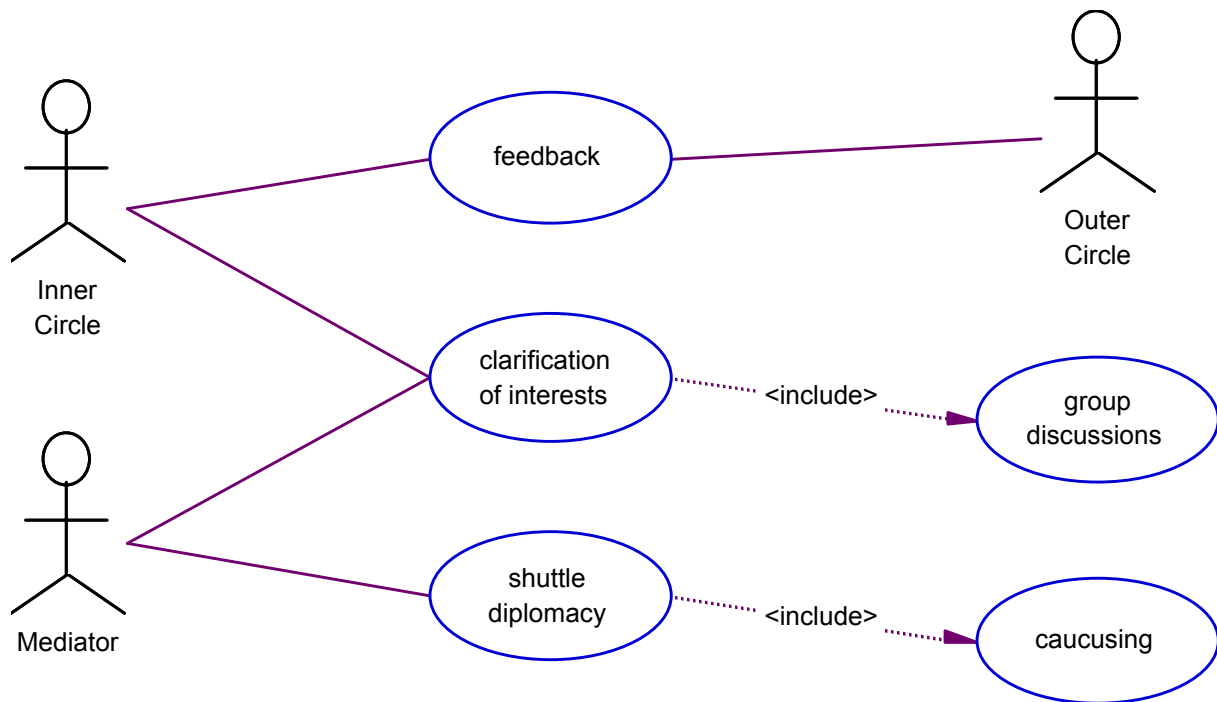 feedback
Outer
Circle
Inner
Circle
clarification
of interests
<include>
group
discussions
Mediator
shuttle
diplomacy
<include>
caucusing